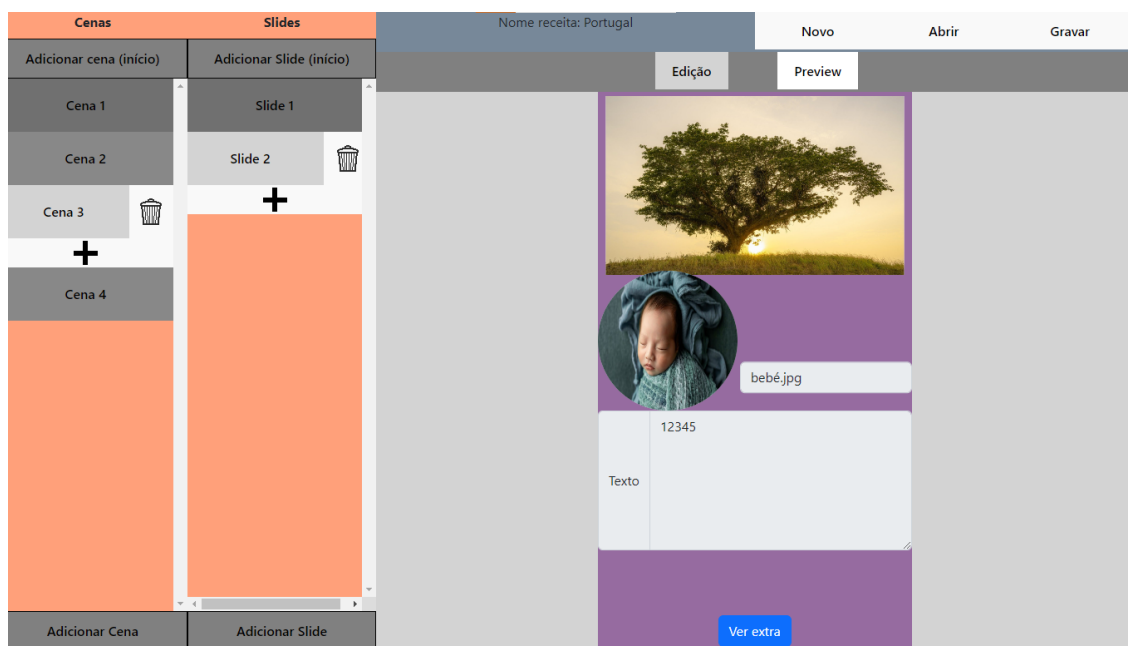 Cenas
Slides
Nome receita: Portugal
Novo
Abrir
Gravar
Adicionar cena (início)
Adicionar Slide (início)
Edição
Preview
Cena 1
Slide 1
Cena 2
Slide 2
Cena 3
Cena 4
bebé.jpg
12345
Texto
Adicionar Cena
Adicionar Slide
Ver extra